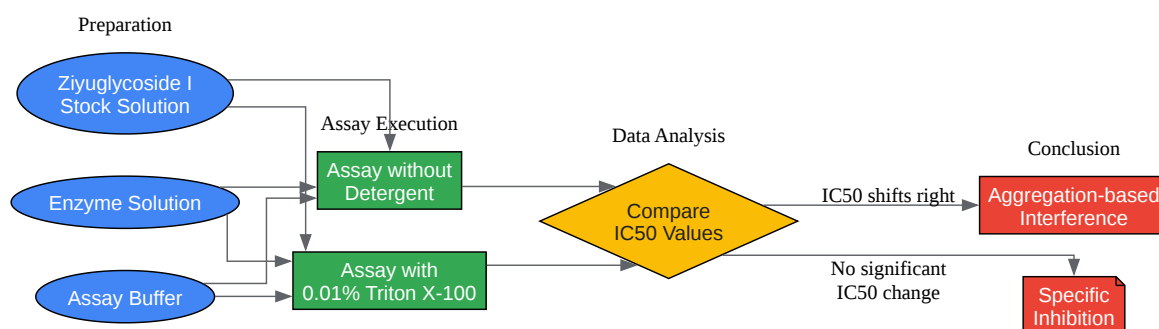 Preparation
Ziyuglycoside I
Stock Solution
Enzyme Solution
Assay Buffer
Assay Execution
Assay without
Detergent
Assay with
0.01% Triton X-100
Data Analysis
Compare
IC50 Values
IC50 shifts right
No significant
IC50 change
Conclusion
Aggregation-based
Interference
Specific
Inhibition